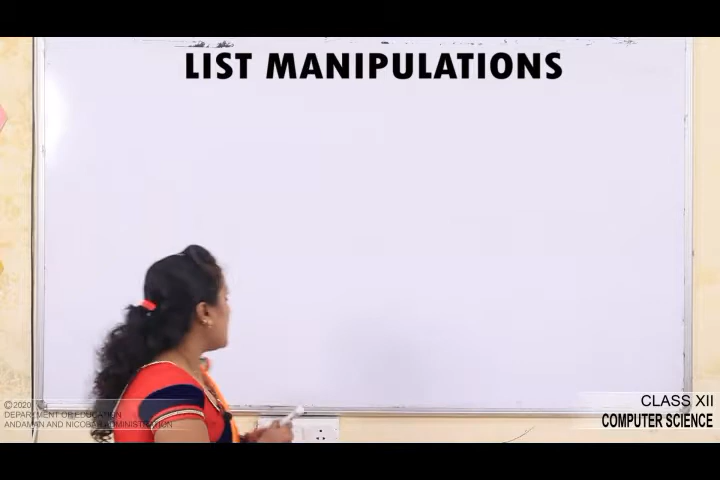 LIST MANIPULATIONS
©2020
DEPARTMENT OF EDUCATION
ANDAMAN AND NICOBAR ADMINISTRATION
CLASS XII
COMPUTER SCIENCE